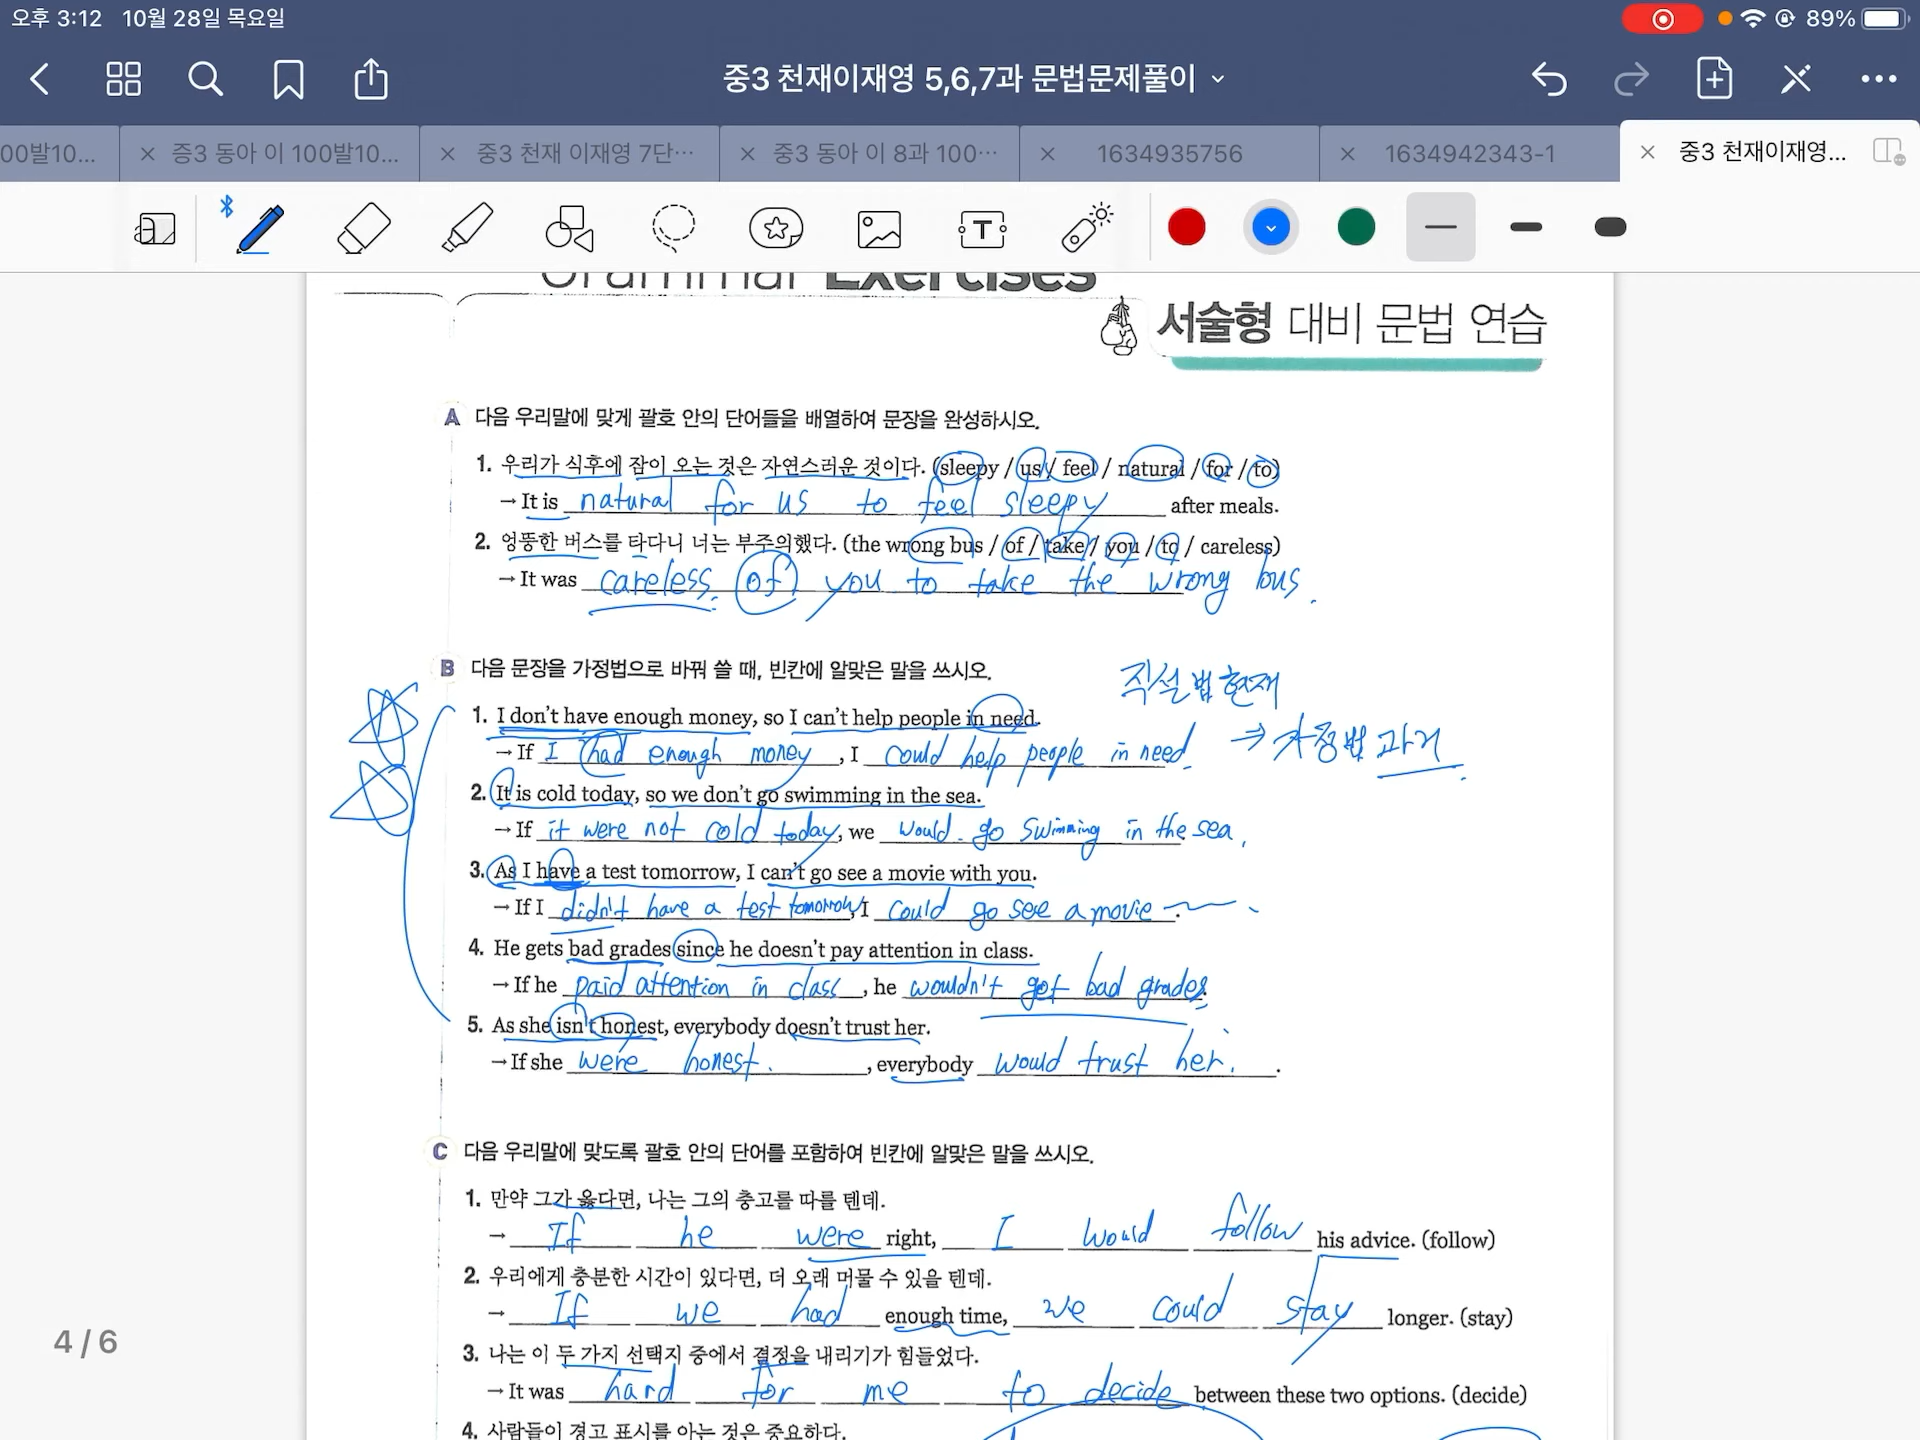 오후 3:12 10월 28일 목요일 89%
중3 천재이재영 5,6,7과 문법문제풀이
00발10... × 증3 동아 이 100발10... × 중3 천재 이재영 7단... × 중3 동아 이 8과 100... × 1634935756 × 1634942343-1 × 중3 천재이재영...
Grammar Exercises
서술형 대비 문법 연습
A 다음 우리말에 맞게 괄호 안의 단어들을 배열하여 문장을 완성하시오.
1. 우리가 식후에 잠이 오는 것은 자연스러운 것이다. (sleepy / us / feel / natural / for / to)
→ It is natural for us to feel sleepy after meals.
2. 엉뚱한 버스를 타다니 너는 부주의했다. (the wrong bus / of / take / you / to / careless)
→ It was careless of you to take the wrong bus.
B 다음 문장을 가정법으로 바꿔 쓸 때, 빈칸에 알맞은 말을 쓰시오.
직설법현재
1. I don't have enough money, so I can't help people in need.
→ If I had enough money, I could help people in need.
⇒ 가정법 과거
2. It is cold today, so we don't go swimming in the sea.
→ If it were not cold today, we would go swimming in the sea.
3. As I have a test tomorrow, I can't go see a movie with you.
→ If I didn't have a test tomorrow, I could go see a movie ~.
4. He gets bad grades since he doesn't pay attention in class.
→ If he paid attention in class, he wouldn't get bad grades.
5. As she isn't honest, everybody doesn't trust her.
→ If she were honest., everybody would trust her.
C 다음 우리말에 맞도록 괄호 안의 단어를 포함하여 빈칸에 알맞은 말을 쓰시오.
1. 만약 그가 옳다면, 나는 그의 충고를 따를 텐데.
→ If he were right, I would follow his advice. (follow)
2. 우리에게 충분한 시간이 있다면, 더 오래 머물 수 있을 텐데.
→ If we had enough time, we could stay longer. (stay)
3. 나는 이 두 가지 선택지 중에서 결정을 내리기가 힘들었다.
→ It was hard for me to decide between these two options. (decide)
4. 사람들이 경고 표시를 아는 것은 중요하다.
4 / 6